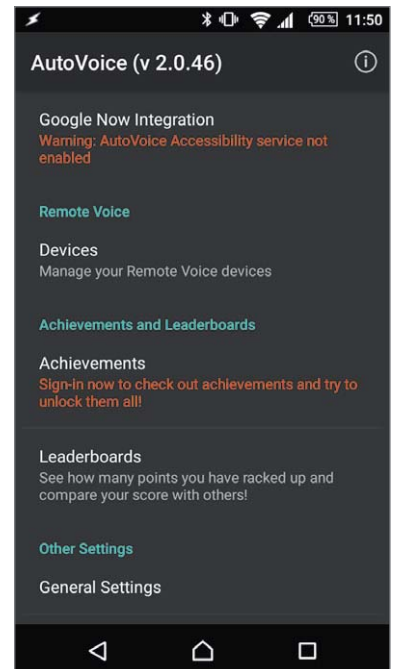 90 % 11:50
AutoVoice (v 2.0.46)
Google Now Integration
Warning: AutoVoice Accessibility service not
enabled
Remote Voice
Devices
Manage your Remote Voice devices
Achievements and Leaderboards
Achievements
Sign-in now to check out achievements and try to
unlock them all!
Leaderboards
See how many points you have racked up and
compare your score with others!
Other Settings
General Settings